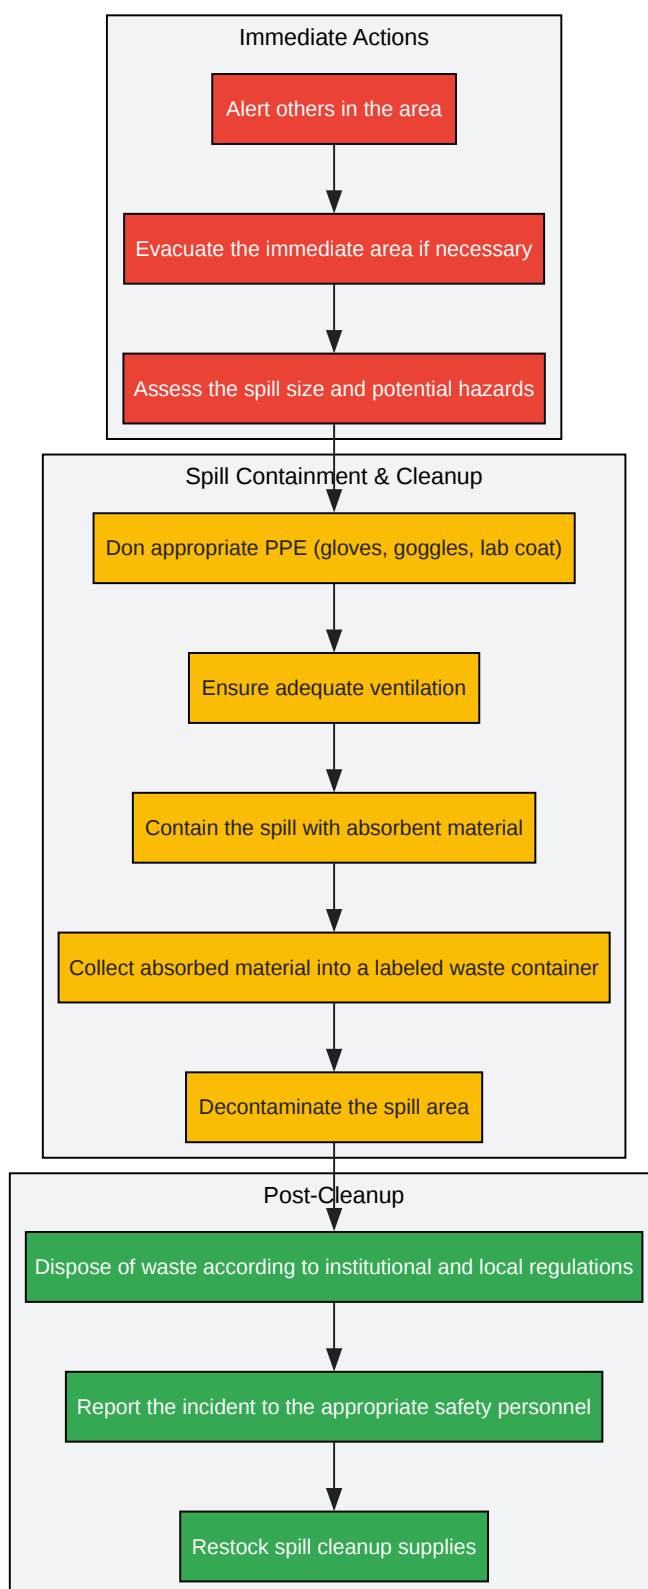 Immediate Actions
Alert others in the area
Evacuate the immediate area if necessary
Assess the spill size and potential hazards
Spill Containment & Cleanup
Don appropriate PPE (gloves, goggles, lab coat)
Ensure adequate ventilation
Contain the spill with absorbent material
Collect absorbed material into a labeled waste container
Decontaminate the spill area
Post-Cleanup
Dispose of waste according to institutional and local regulations
Report the incident to the appropriate safety personnel
Restock spill cleanup supplies